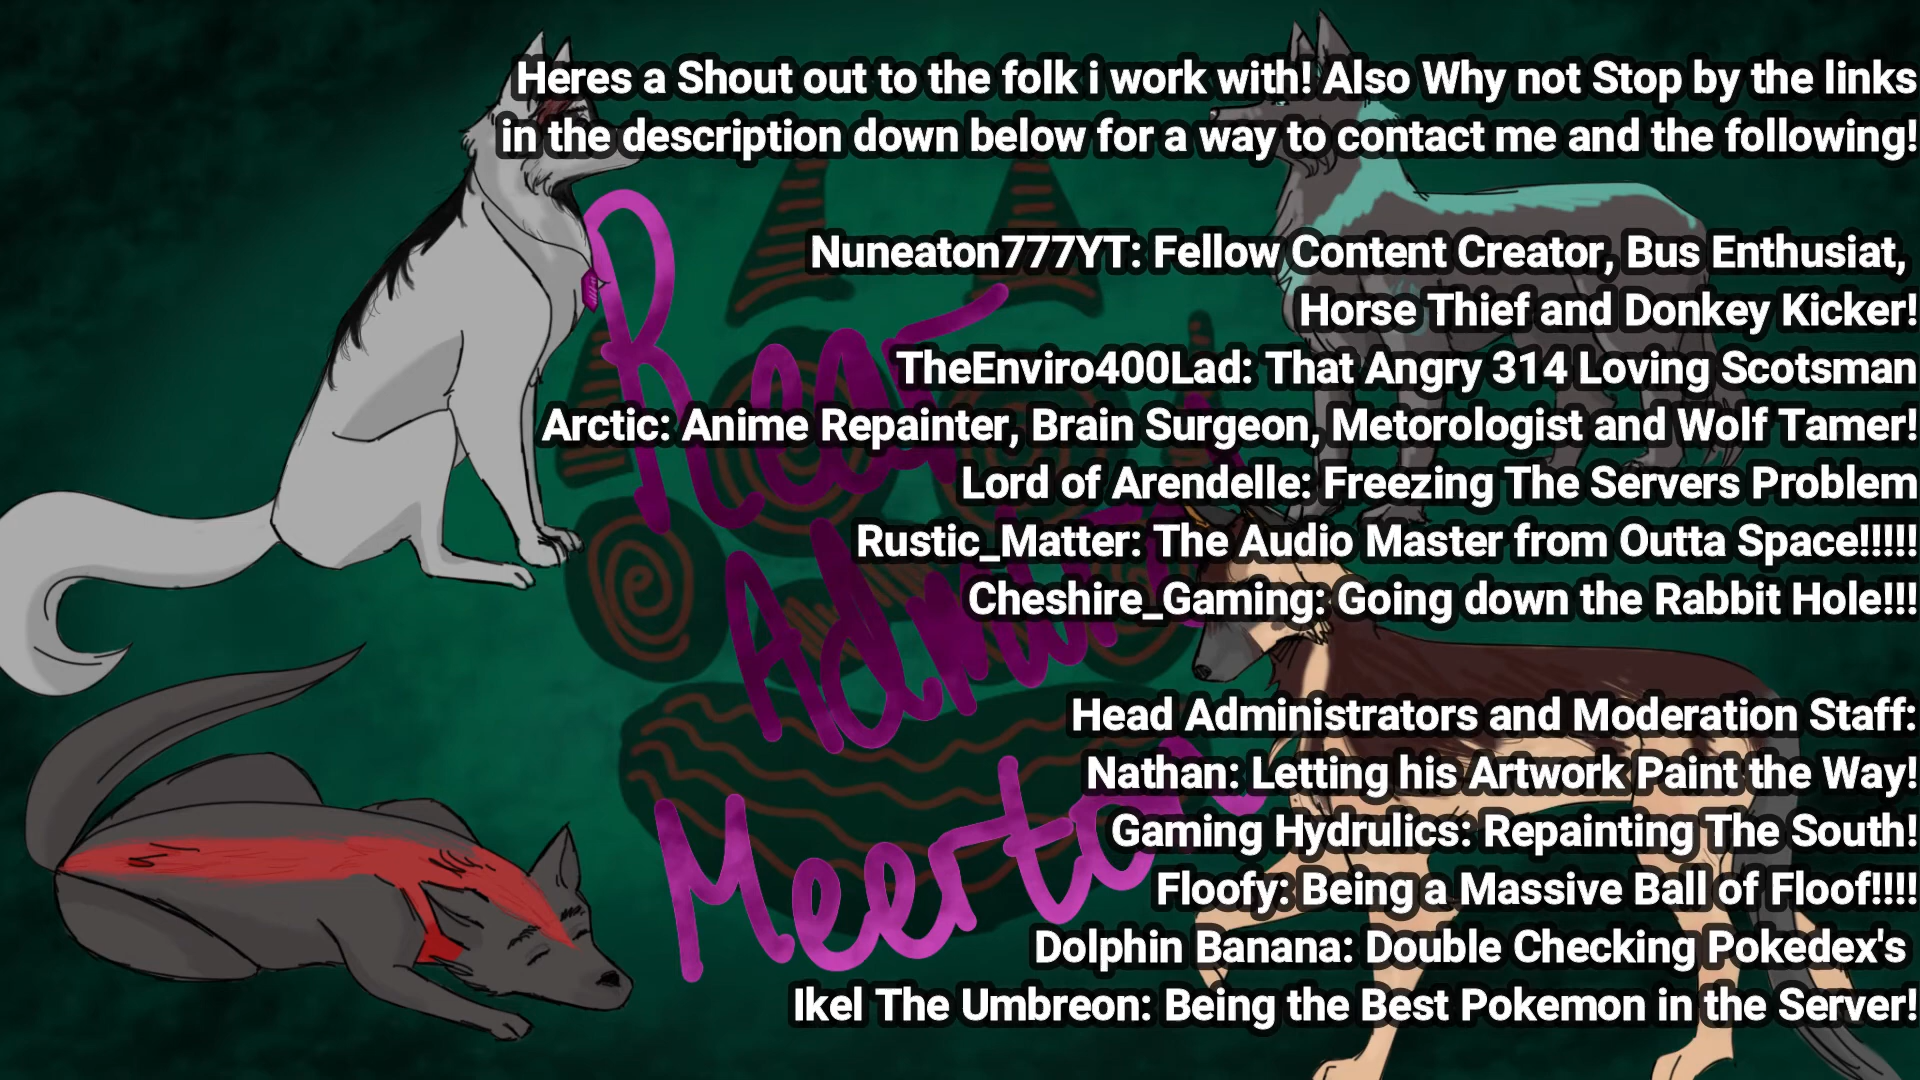 Heres a Shout out to the folk i work with! Also Why not Stop by the links
in the description down below for a way to contact me and the following!
Nuneaton777YT: Fellow Content Creator, Bus Enthusiat,
Horse Thief and Donkey Kicker!
TheEnviro400Lad: That Angry 314 Loving Scotsman
Arctic: Anime Repainter, Brain Surgeon, Metorologist and Wolf Tamer!
Lord of Arendelle: Freezing The Servers Problem
Rustic_Matter: The Audio Master from Outta Space!!!!!
Cheshire_Gaming: Going down the Rabbit Hole!!!
Head Administrators and Moderation Staff:
Nathan: Letting his Artwork Paint the Way!
Gaming Hydrulics: Repainting The South!
Floofy: Being a Massive Ball of Floof!!!!
Dolphin Banana: Double Checking Pokedex's
Ikel The Umbreon: Being the Best Pokemon in the Server!
Rear